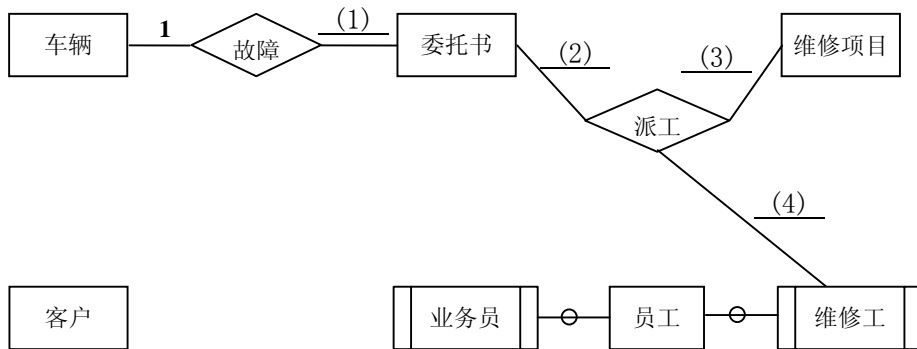 车辆
1
故障
(1)
委托书
(2)
(3)
维修项目
派工
(4)
客户
业务员
员工
维修工